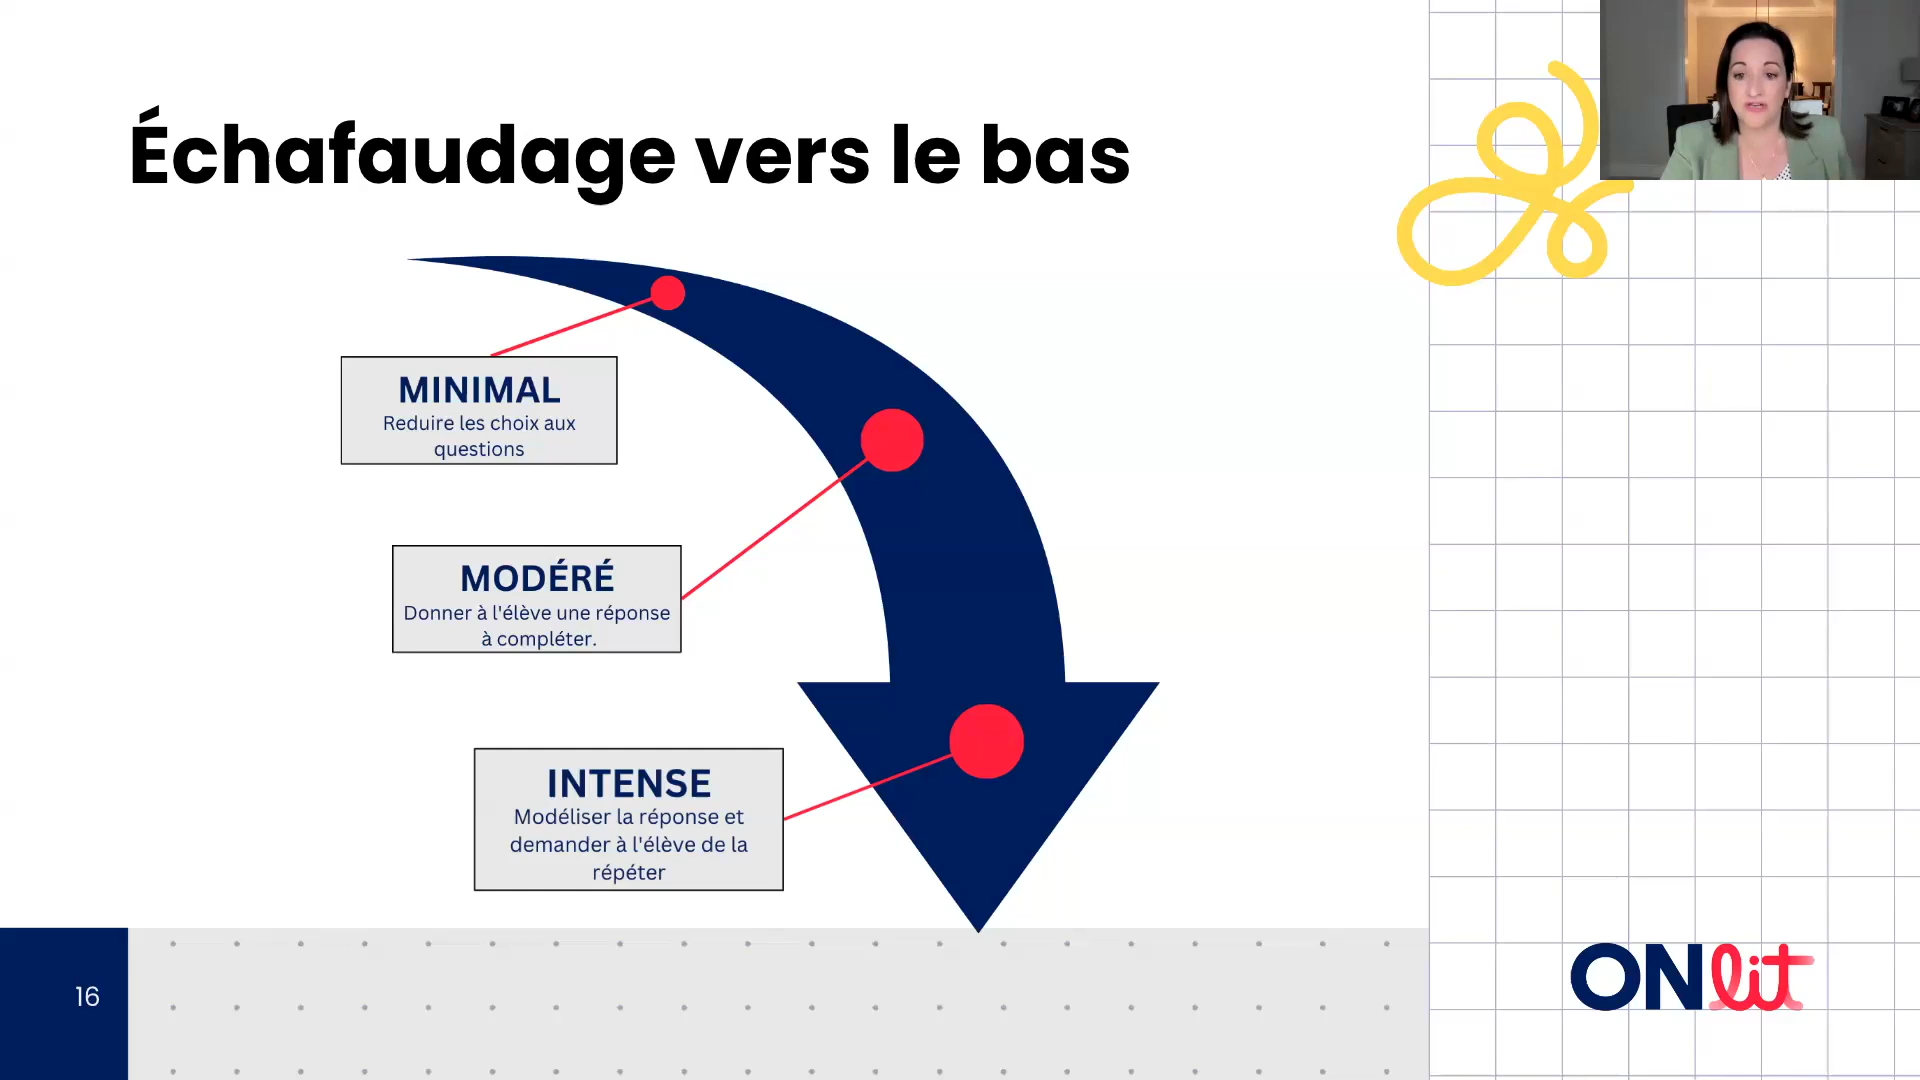 Échafaudage vers le bas
MINIMAL
Reduire les choix aux
questions
MODÉRÉ
Donner à l'élève une réponse
à compléter.
INTENSE
Modéliser la réponse et
demander à l'élève de la
répéter
16
ONlit